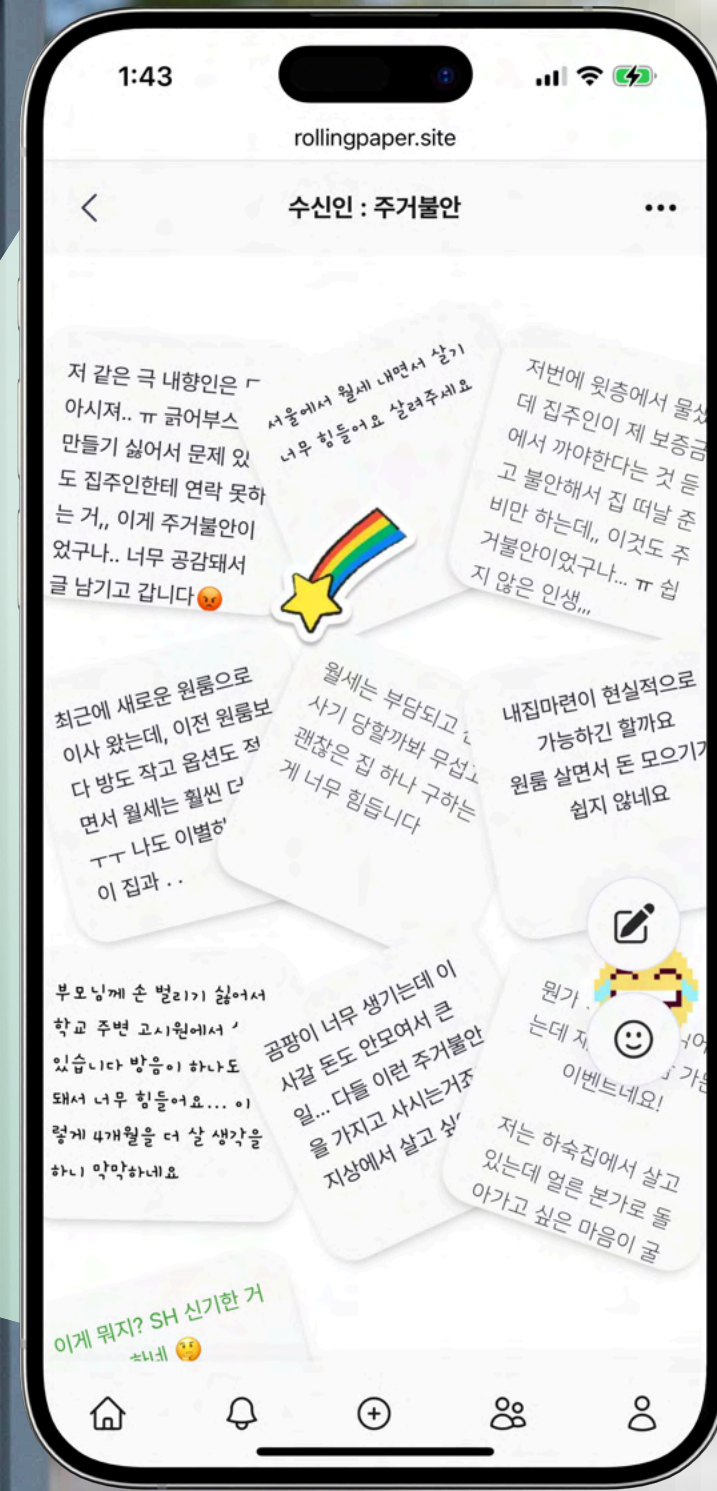 1:43
rollingpaper.site
수신인 : 주거불안
저 같은 극 내향인은
아시져.. ㅠ 긁어부스
만들기 싫어서 문제 있
도 집주인한테 연락 못하
는 거,, 이게 주거불안이
었구나.. 너무 공감돼서
글 남기고 갑니다😡
서울에서 월세 내면서 살기
너무 힘들어요 살려주세요
저번에 윗층에서 물
데 집주인이 제 보증금
에서 까야한다는 것 듣
고 불안해서 집 떠날 준
비만 하는데,, 이것도 주
거불안이었구나... ㅠ 쉽
지 않은 인생,,,
최근에 새로운 원룸으로
이사 왔는데, 이전 원룸보
다 방도 작고 옵션도 적
면서 월세는 훨씬
ㅜㅜ 나도 이별하
이 집과 . .
월세는 부담되고
사기 당할까봐 무섭고
괜찮은 집 하나 구하는
게 너무 힘듭니다
내집마련이 현실적으로
가능하긴 할까요
원룸 살면서 돈 모으기가
쉽지 않네요
부모님께 손 벌리기 싫어서
학교 주변 고시원에서
있습니다 방음이 하나도
돼서 너무 힘들어요... 이
렇게 4개월을 더 살 생각을
하니 막막하네요
곰팡이 너무 생기는데 이
사갈 돈도 안모여서 큰
일... 다들 이런 주거불안
을 가지고 사시는거죠
지상에서 살고
뭔가
는데
이벤트네요!
저는 하숙집에서 살고
있는데 얼른 본가로 돌
아가고 싶은 마음이 굴
이게 뭐지? SH 신기한 거
하네 🤔